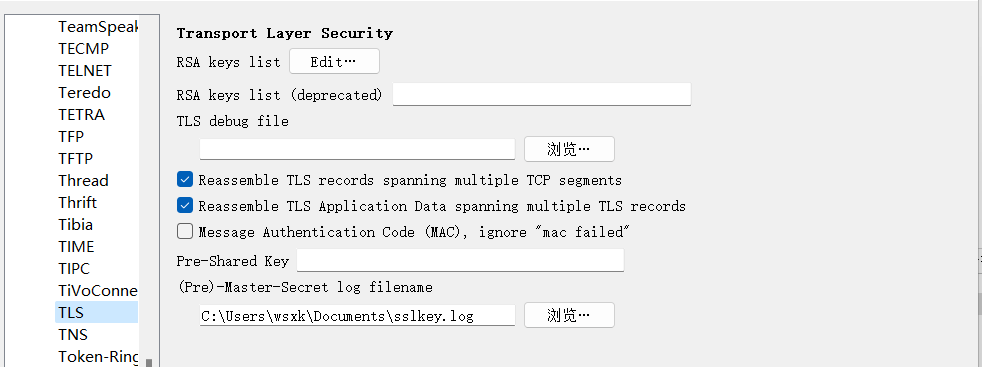 TeamSpeak
TECMP
TELNET
Teredo
TETRA
TFP
TFTP
Thread
Thrift
Tibia
TIME
TIPC
TiVoConne
TLS
TNS
Token-Ring
Transport Layer Security
RSA keys list Edit…
RSA keys list (deprecated)
TLS debug file
浏览…
Reassemble TLS records spanning multiple TCP segments
Reassemble TLS Application Data spanning multiple TLS records
Message Authentication Code (MAC), ignore "mac failed"
Pre-Shared Key
(Pre)-Master-Secret log filename
C:\Users\wsxk\Documents\sslkey.log 浏览…